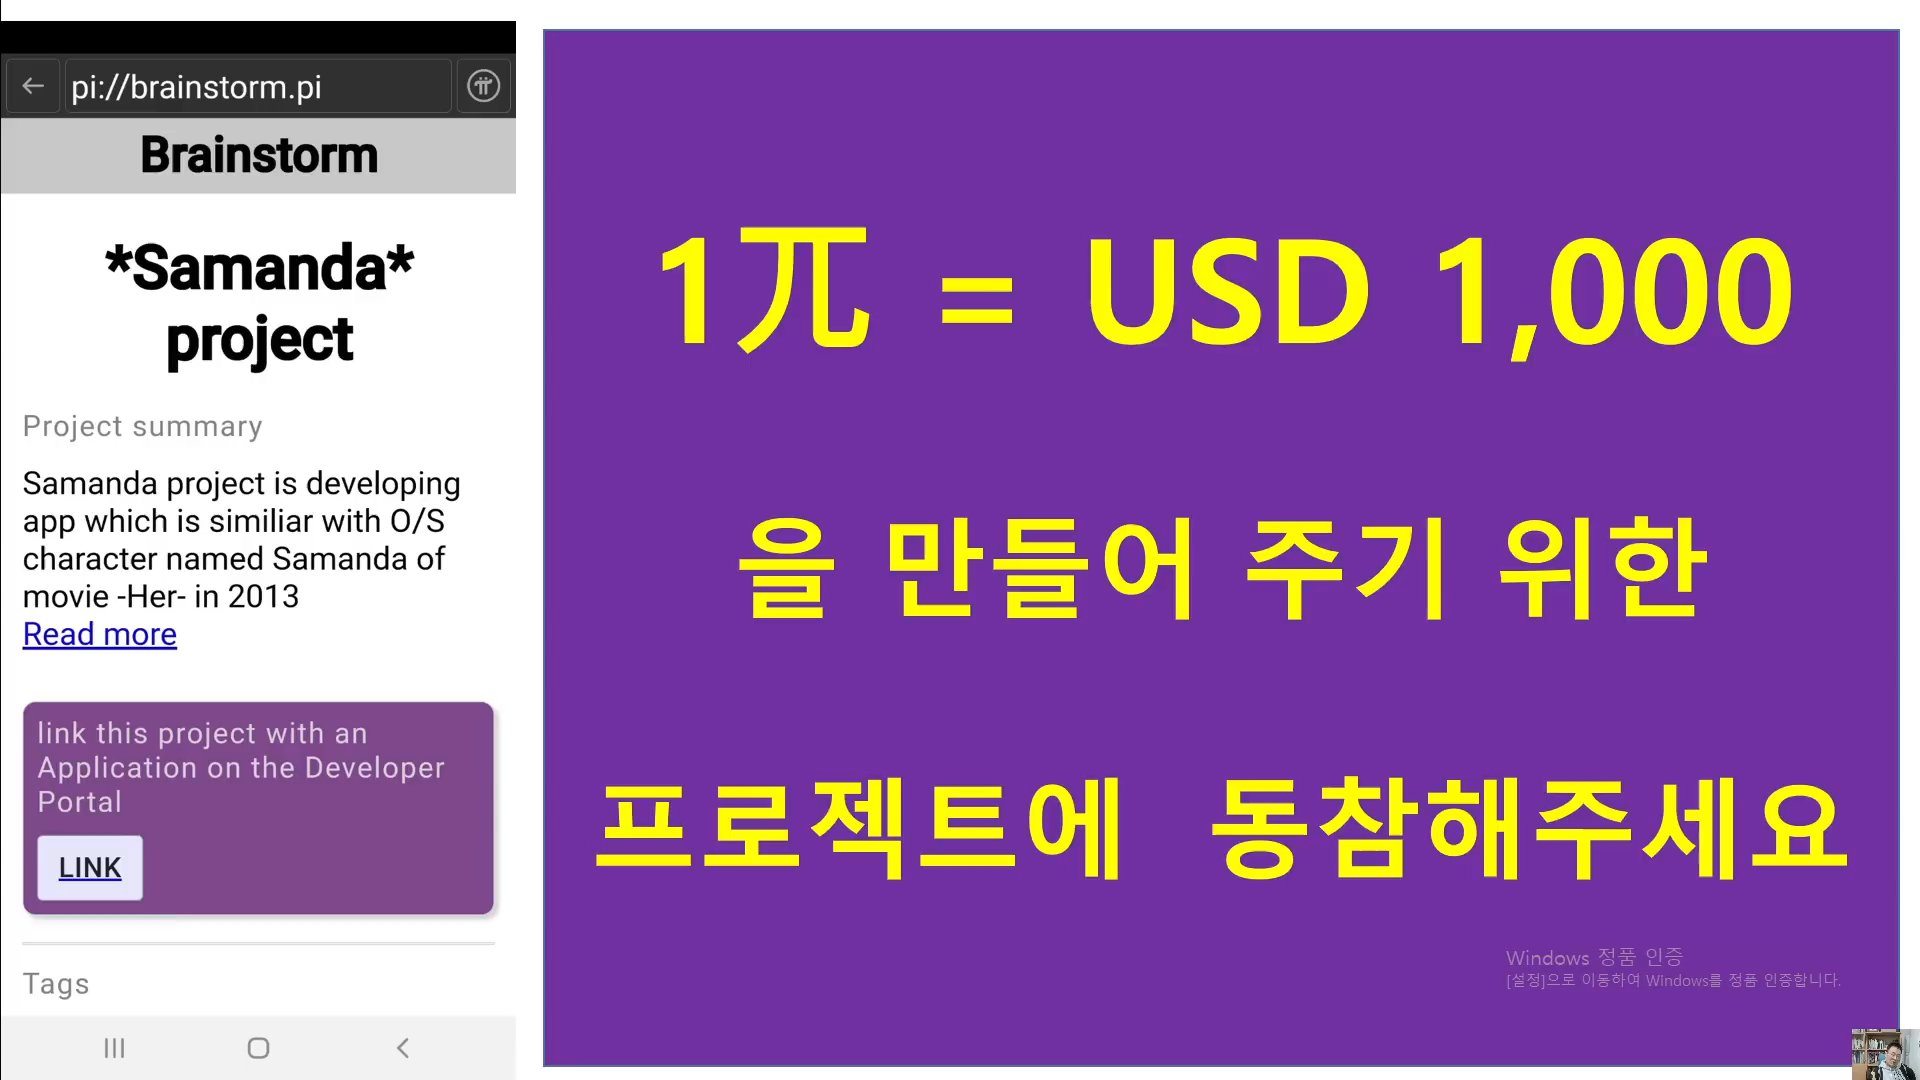 pi://brainstorm.pi
Brainstorm
*Samanda*
project
Project summary
Samanda project is developing
app which is similiar with O/S
character named Samanda of
movie -Her- in 2013
Read more
link this project with an
Application on the Developer
Portal
LINK
Tags
1兀 = USD 1,000
을 만들어 주기 위한
프로젝트에 동참해주세요
Windows 정품 인증
[설정]으로 이동하여 Windows를 정품 인증합니다.